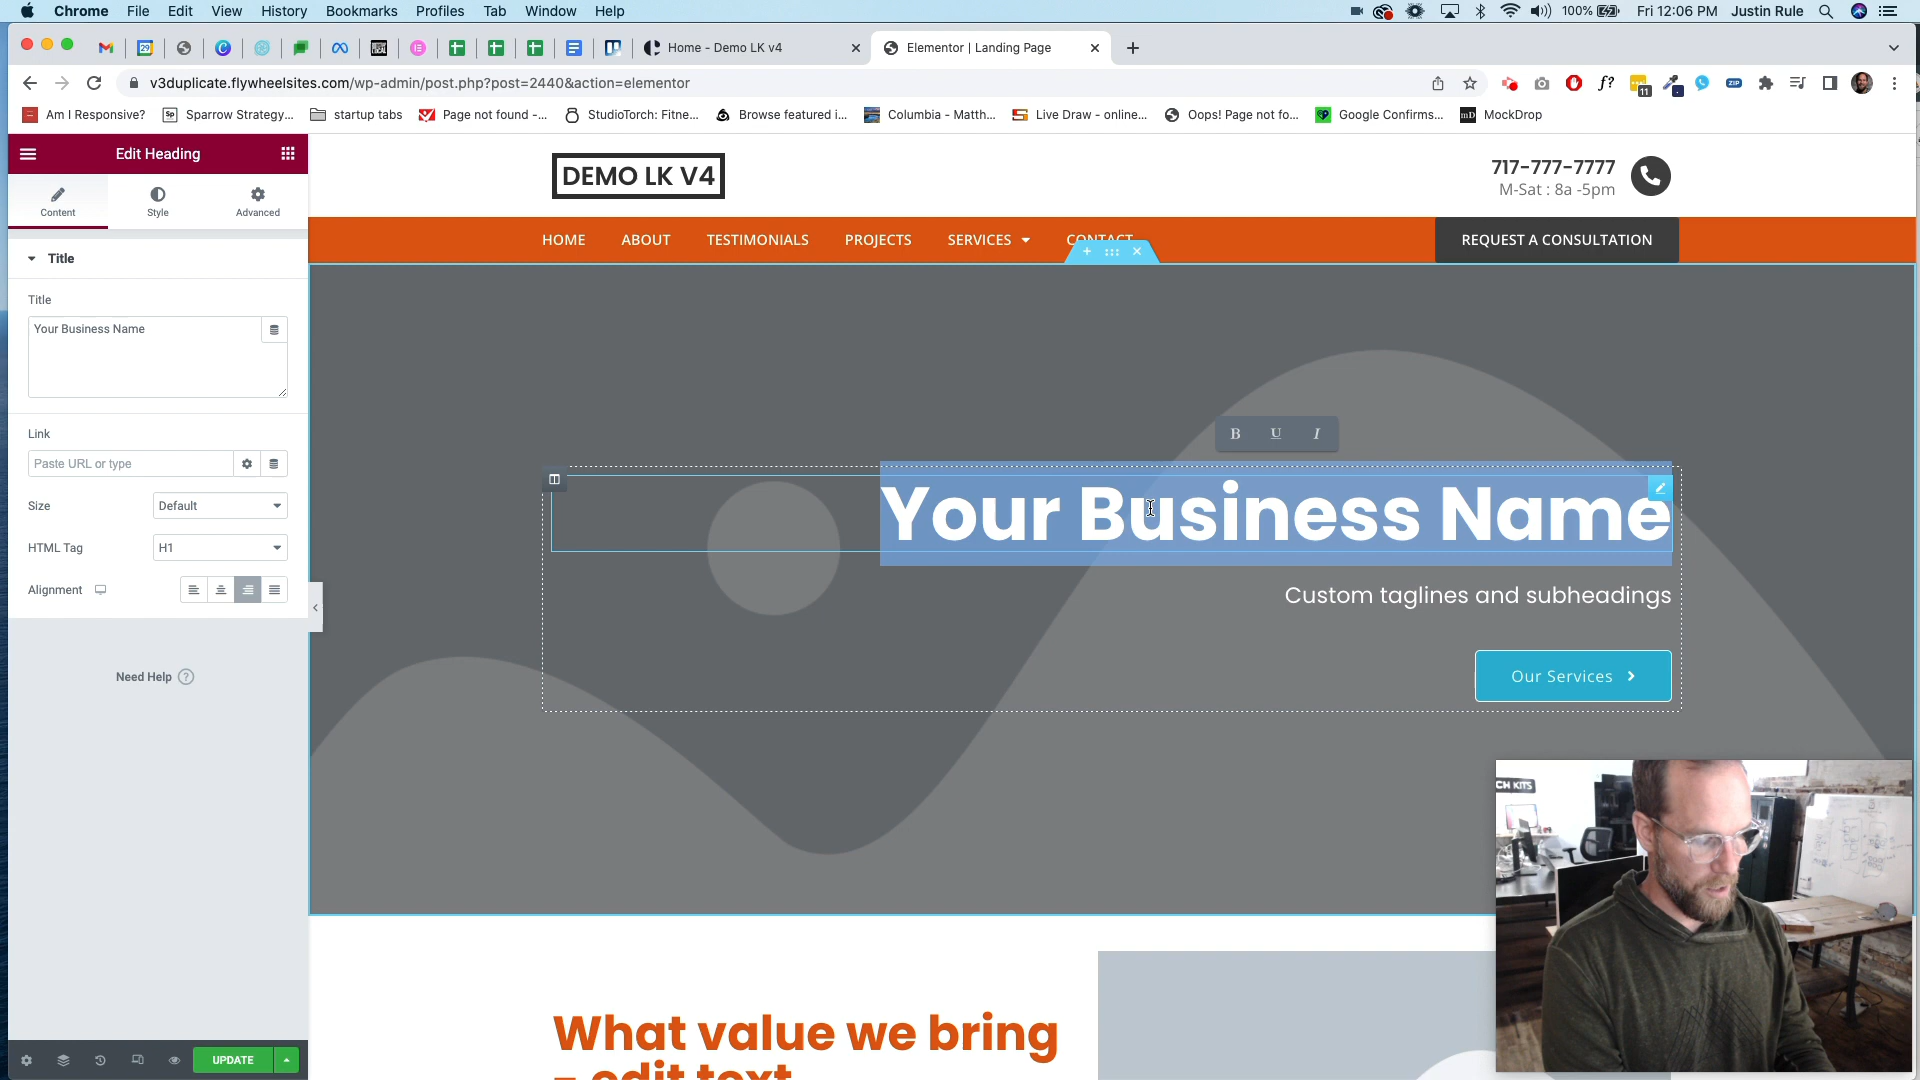 Chrome File Edit View History Bookmarks Profiles Tab Window Help
100% Fri 12:06 PM Justin Rule
Home - Demo LK v4
Elementor | Landing Page
v3duplicate.flywheelsites.com/wp-admin/post.php?post=2440&action=elementor
Am I Responsive? Sparrow Strategy... startup tabs Page not found -... StudioTorch: Fitne... Browse featured i... Columbia - Matth... Live Draw - online... Oops! Page not fo... Google Confirms... MockDrop
Edit Heading
Content Style Advanced
Title
Title
Your Business Name
Link
Paste URL or type
Size Default
HTML Tag H1
Alignment
Need Help
UPDATE
DEMO LK V4
717-777-7777
M-Sat : 8a -5pm
HOME ABOUT TESTIMONIALS PROJECTS SERVICES CONTACT
REQUEST A CONSULTATION
B U I
Your Business Name
Custom taglines and subheadings
Our Services
What value we bring
– edit text
CH KITS